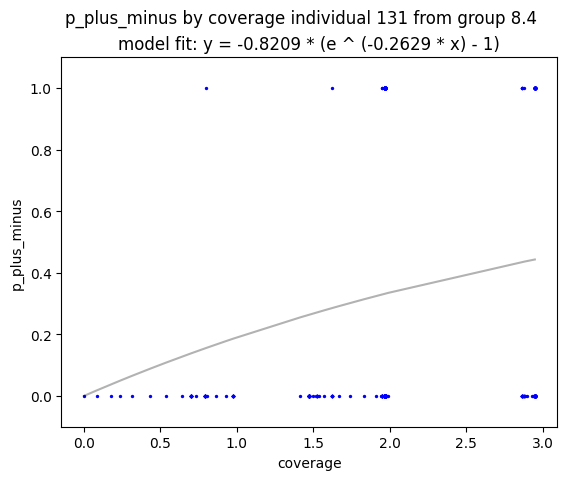 p_plus_minus by coverage individual 131 from group 8.4
model fit: y = -0.8209 * (e ^ (-0.2629 * x) - 1)
1.0
0.8
0.6
0.4
0.2
0.0
p_plus_minus
0.0 0.5 1.0 1.5 2.0 2.5 3.0
coverage